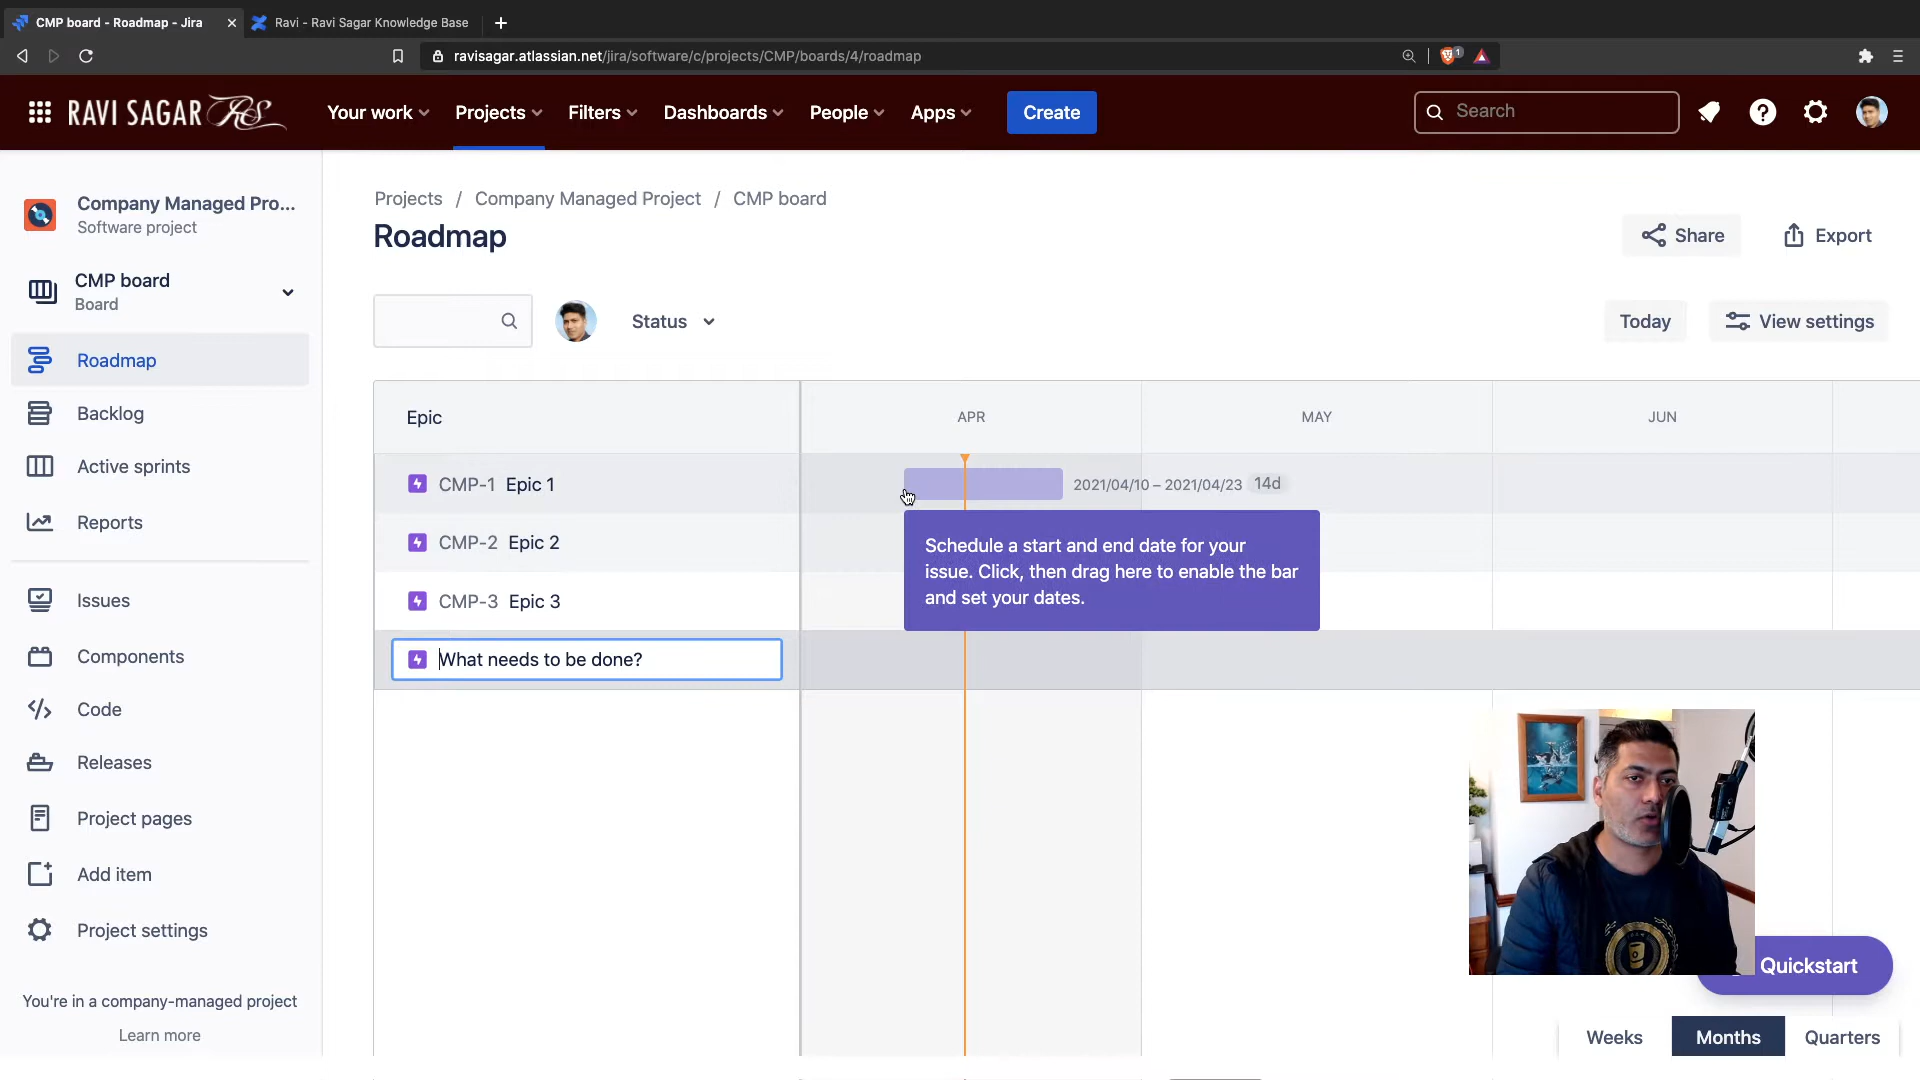 CMP board - Roadmap - Jira
Ravi - Ravi Sagar Knowledge Base
ravisagar.atlassian.net/jira/software/c/projects/CMP/boards/4/roadmap
1
RAVI SAGAR RS
Your work
Projects
Filters
Dashboards
People
Apps
Create
Search
Company Managed Pro...
Software project
CMP board
Board
Roadmap
Backlog
Active sprints
Reports
Issues
Components
Code
Releases
Project pages
Add item
Project settings
You're in a company-managed project
Learn more
Projects / Company Managed Project / CMP board
Roadmap
Share
Export
Status
Today
View settings
Epic
APR
MAY
JUN
CMP-1 Epic 1
2021/04/10 – 2021/04/23 14d
CMP-2 Epic 2
CMP-3 Epic 3
What needs to be done?
Schedule a start and end date for your
issue. Click, then drag here to enable the bar
and set your dates.
Quickstart
Weeks
Months
Quarters